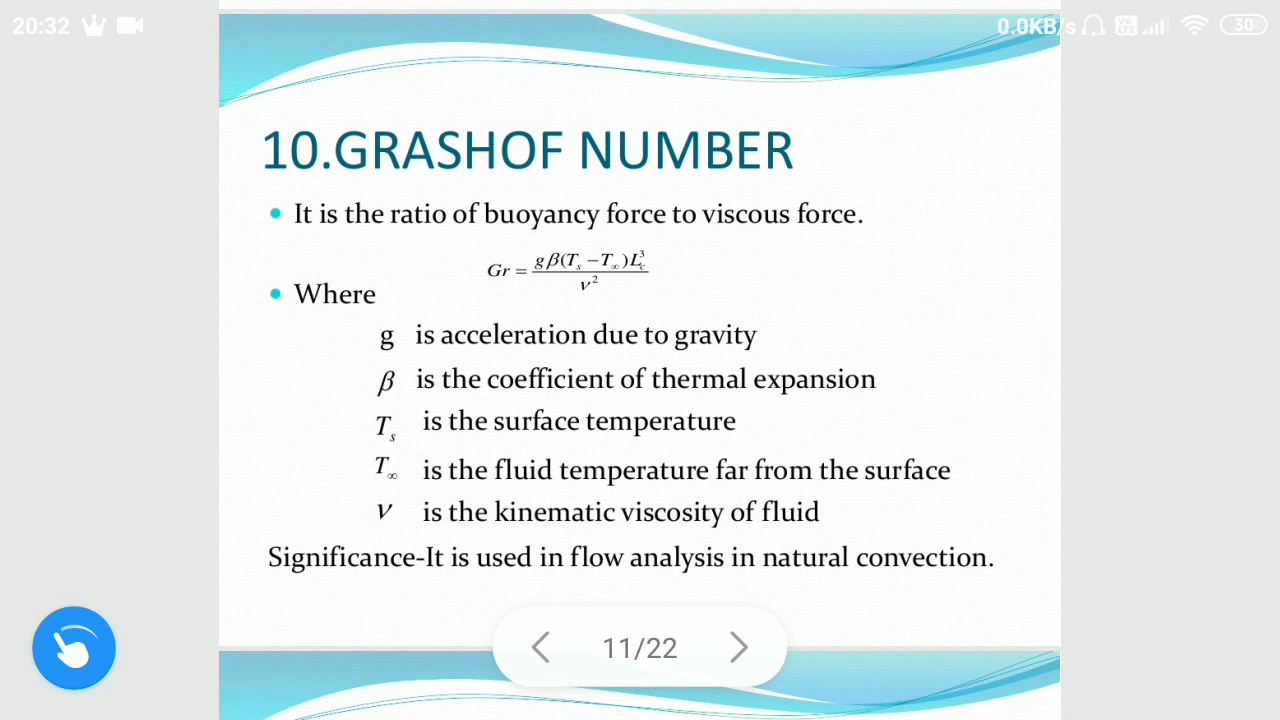 20:32
0.0KB/s
30
10.GRASHOF NUMBER
• It is the ratio of buoyancy force to viscous force.
Gr = gβ(Tₛ − T∞)L³c / ν²
• Where
g is acceleration due to gravity
β is the coefficient of thermal expansion
Tₛ is the surface temperature
T∞ is the fluid temperature far from the surface
ν is the kinematic viscosity of fluid
Significance-It is used in flow analysis in natural convection.
11/22